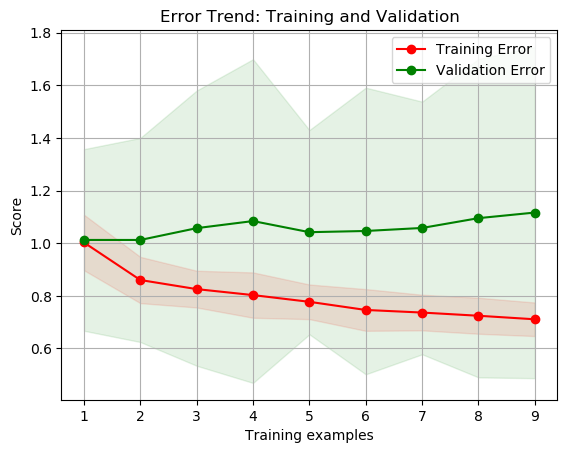 Error Trend: Training and Validation
Training Error
Validation Error
1.8
1.6
1.4
1.2
1.0
0.8
0.6
Score
1 2 3 4 5 6 7 8 9
Training examples